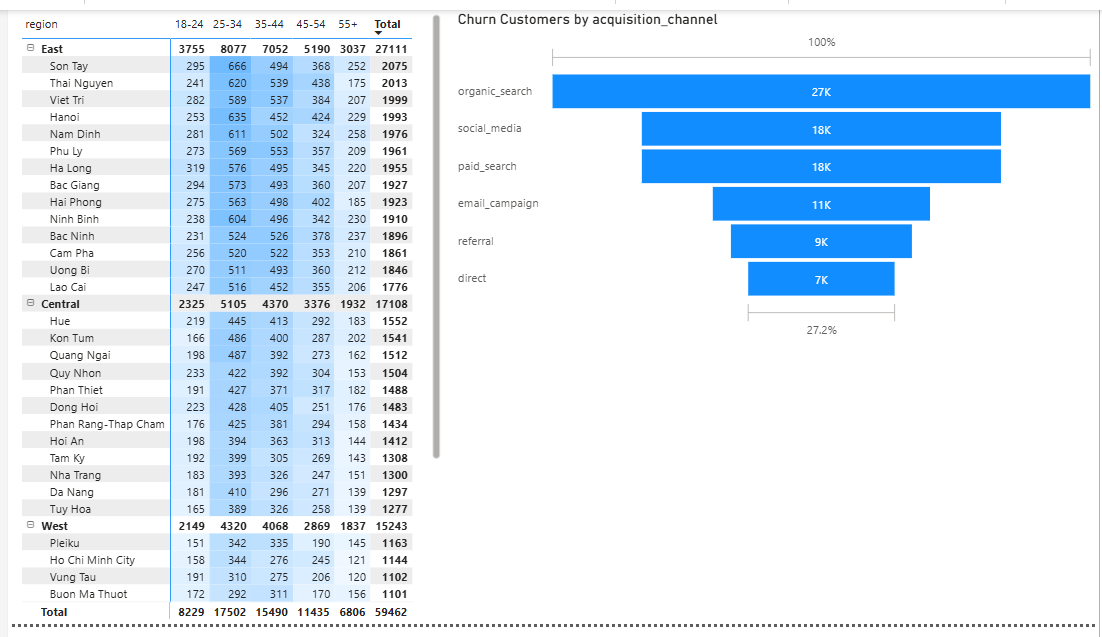 region 18-24 25-34 35-44 45-54 55+ Total
East 3755 8077 7052 5190 3037 27111
Son Tay 295 666 494 368 252 2075
Thai Nguyen 241 620 539 438 175 2013
Viet Tri 282 589 537 384 207 1999
Hanoi 253 635 452 424 229 1993
Nam Dinh 281 611 502 324 258 1976
Phu Ly 273 569 553 357 209 1961
Ha Long 319 576 495 345 220 1955
Bac Giang 294 573 493 360 207 1927
Hai Phong 275 563 498 402 185 1923
Ninh Binh 238 604 496 342 230 1910
Bac Ninh 231 524 526 378 237 1896
Cam Pha 256 520 522 353 210 1861
Uong Bi 270 511 493 360 212 1846
Lao Cai 247 516 452 355 206 1776
Central 2325 5105 4370 3376 1932 17108
Hue 219 445 413 292 183 1552
Kon Tum 166 486 400 287 202 1541
Quang Ngai 198 487 392 273 162 1512
Quy Nhon 233 422 392 304 153 1504
Phan Thiet 191 427 371 317 182 1488
Dong Hoi 223 428 405 251 176 1483
Phan Rang-Thap Cham 176 425 381 294 158 1434
Hoi An 198 394 363 313 144 1412
Tam Ky 192 399 305 269 143 1308
Nha Trang 183 393 326 247 151 1300
Da Nang 181 410 296 271 139 1297
Tuy Hoa 165 389 326 258 139 1277
West 2149 4320 4068 2869 1837 15243
Pleiku 151 342 335 190 145 1163
Ho Chi Minh City 158 344 276 245 121 1144
Vung Tau 191 310 275 206 120 1102
Buon Ma Thuot 172 292 311 170 156 1101
Total 8229 17502 15490 11435 6806 59462
Churn Customers by acquisition_channel
100%
organic_search 27K
social_media 18K
paid_search 18K
email_campaign 11K
referral 9K
direct 7K
27.2%